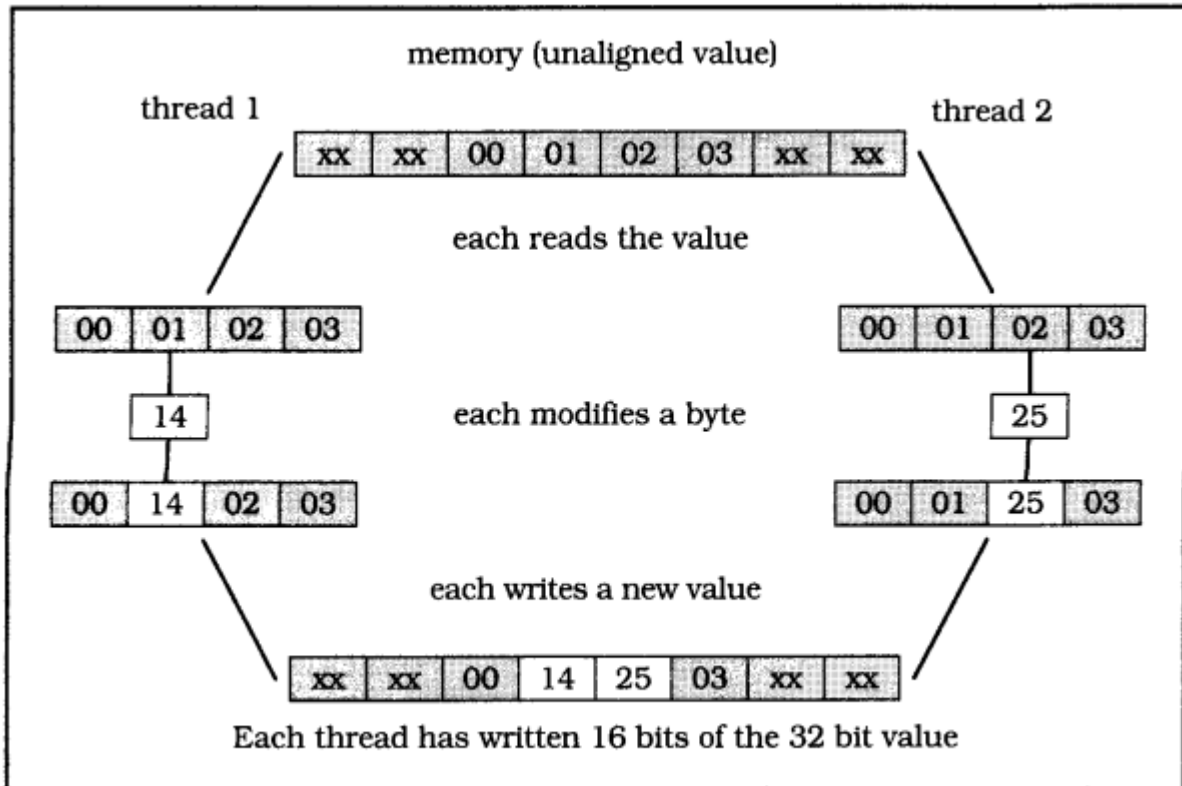 memory (unaligned value)
thread 1
thread 2
xx xx 00 01 02 03 xx xx
each reads the value
00 01 02 03
00 01 02 03
14
each modifies a byte
25
00 14 02 03
00 01 25 03
each writes a new value
xx xx 00 14 25 03 xx xx
Each thread has written 16 bits of the 32 bit value